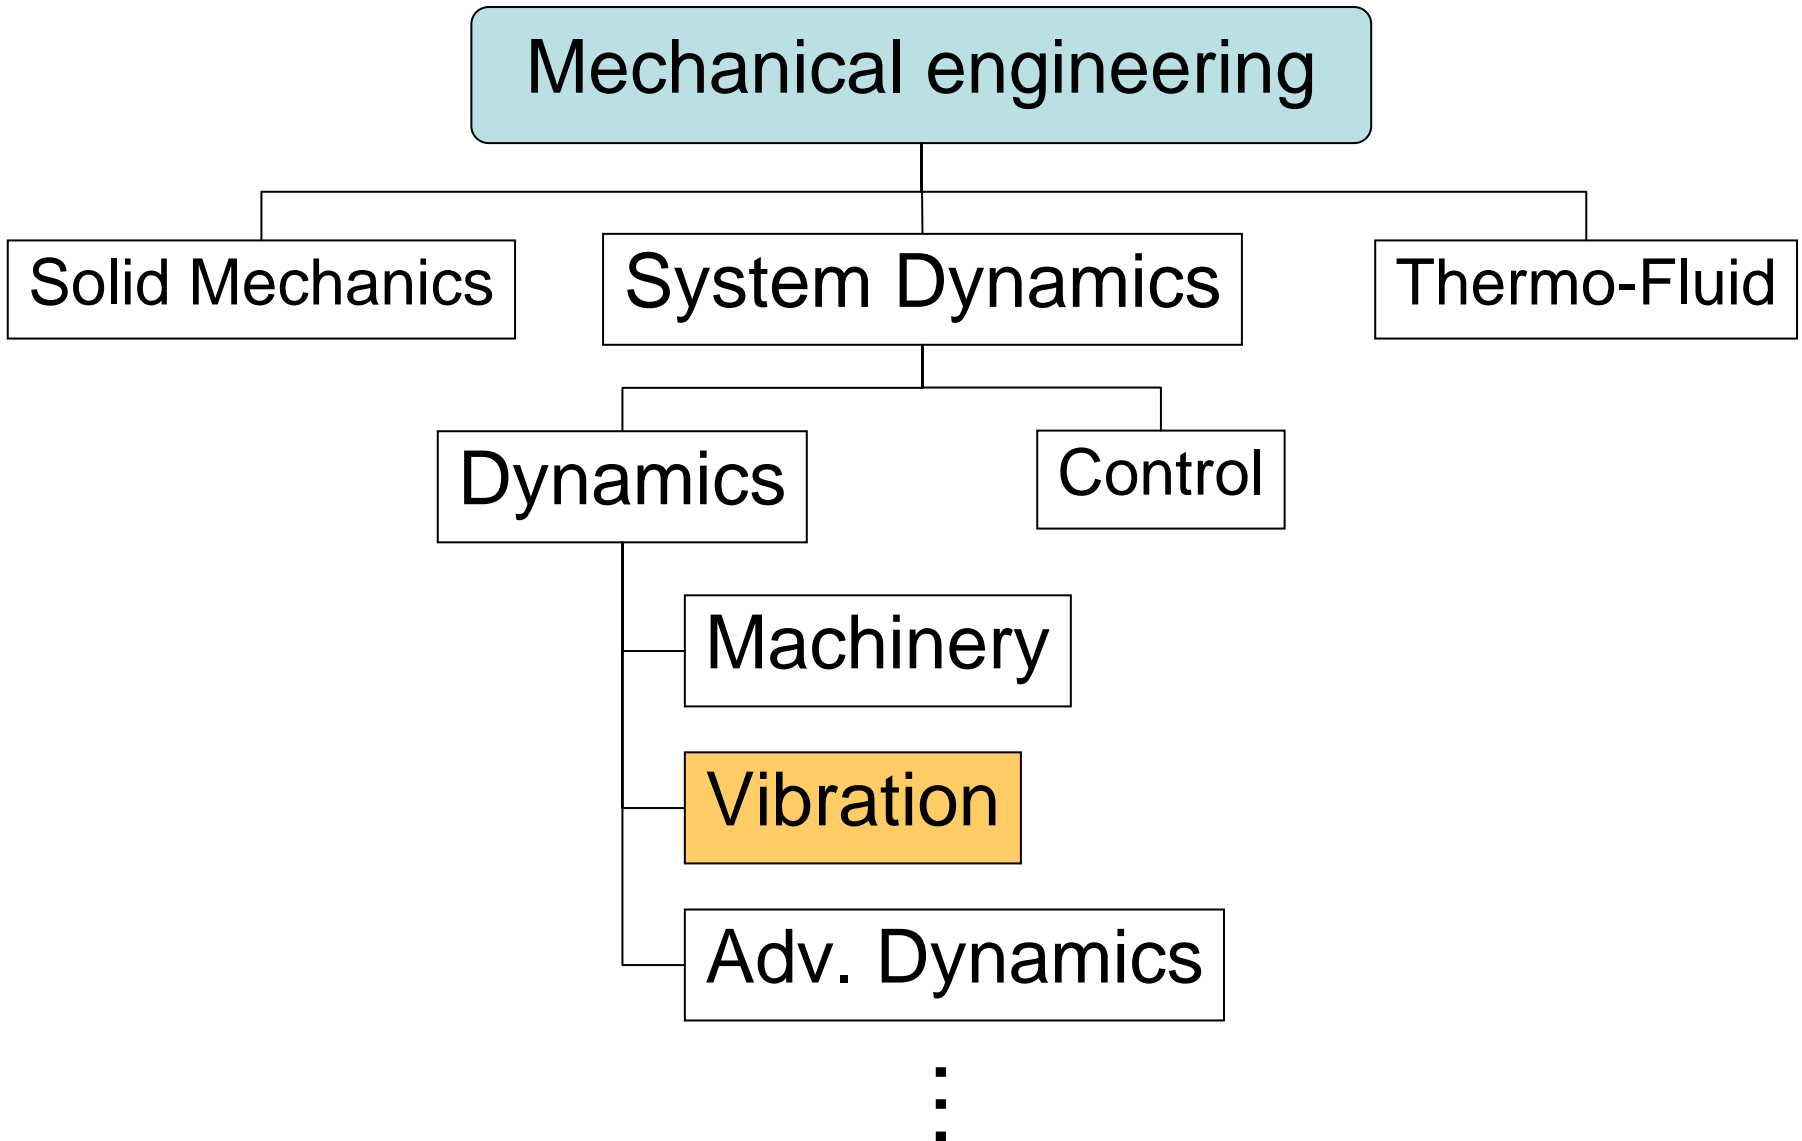 Mechanical engineering
Solid Mechanics
System Dynamics
Thermo-Fluid
Dynamics
Control
Machinery
Vibration
Adv. Dynamics
⋮